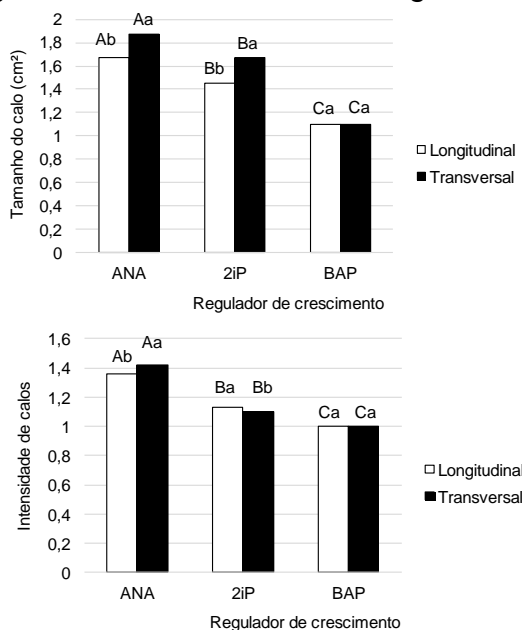 2
1,8
1,6
1,4
1,2
1
0,8
0,6
0,4
0,2
0
Tamanho do calo (cm²)
Ab Aa Bb Ba Ca Ca
Longitudinal
Transversal
ANA 2iP BAP
Regulador de crescimento
1,6
1,4
1,2
1
0,8
0,6
0,4
0,2
0
Intensidade de calos
Ab Aa Ba Bb Ca Ca
Longitudinal
Transversal
ANA 2iP BAP
Regulador de crescimento